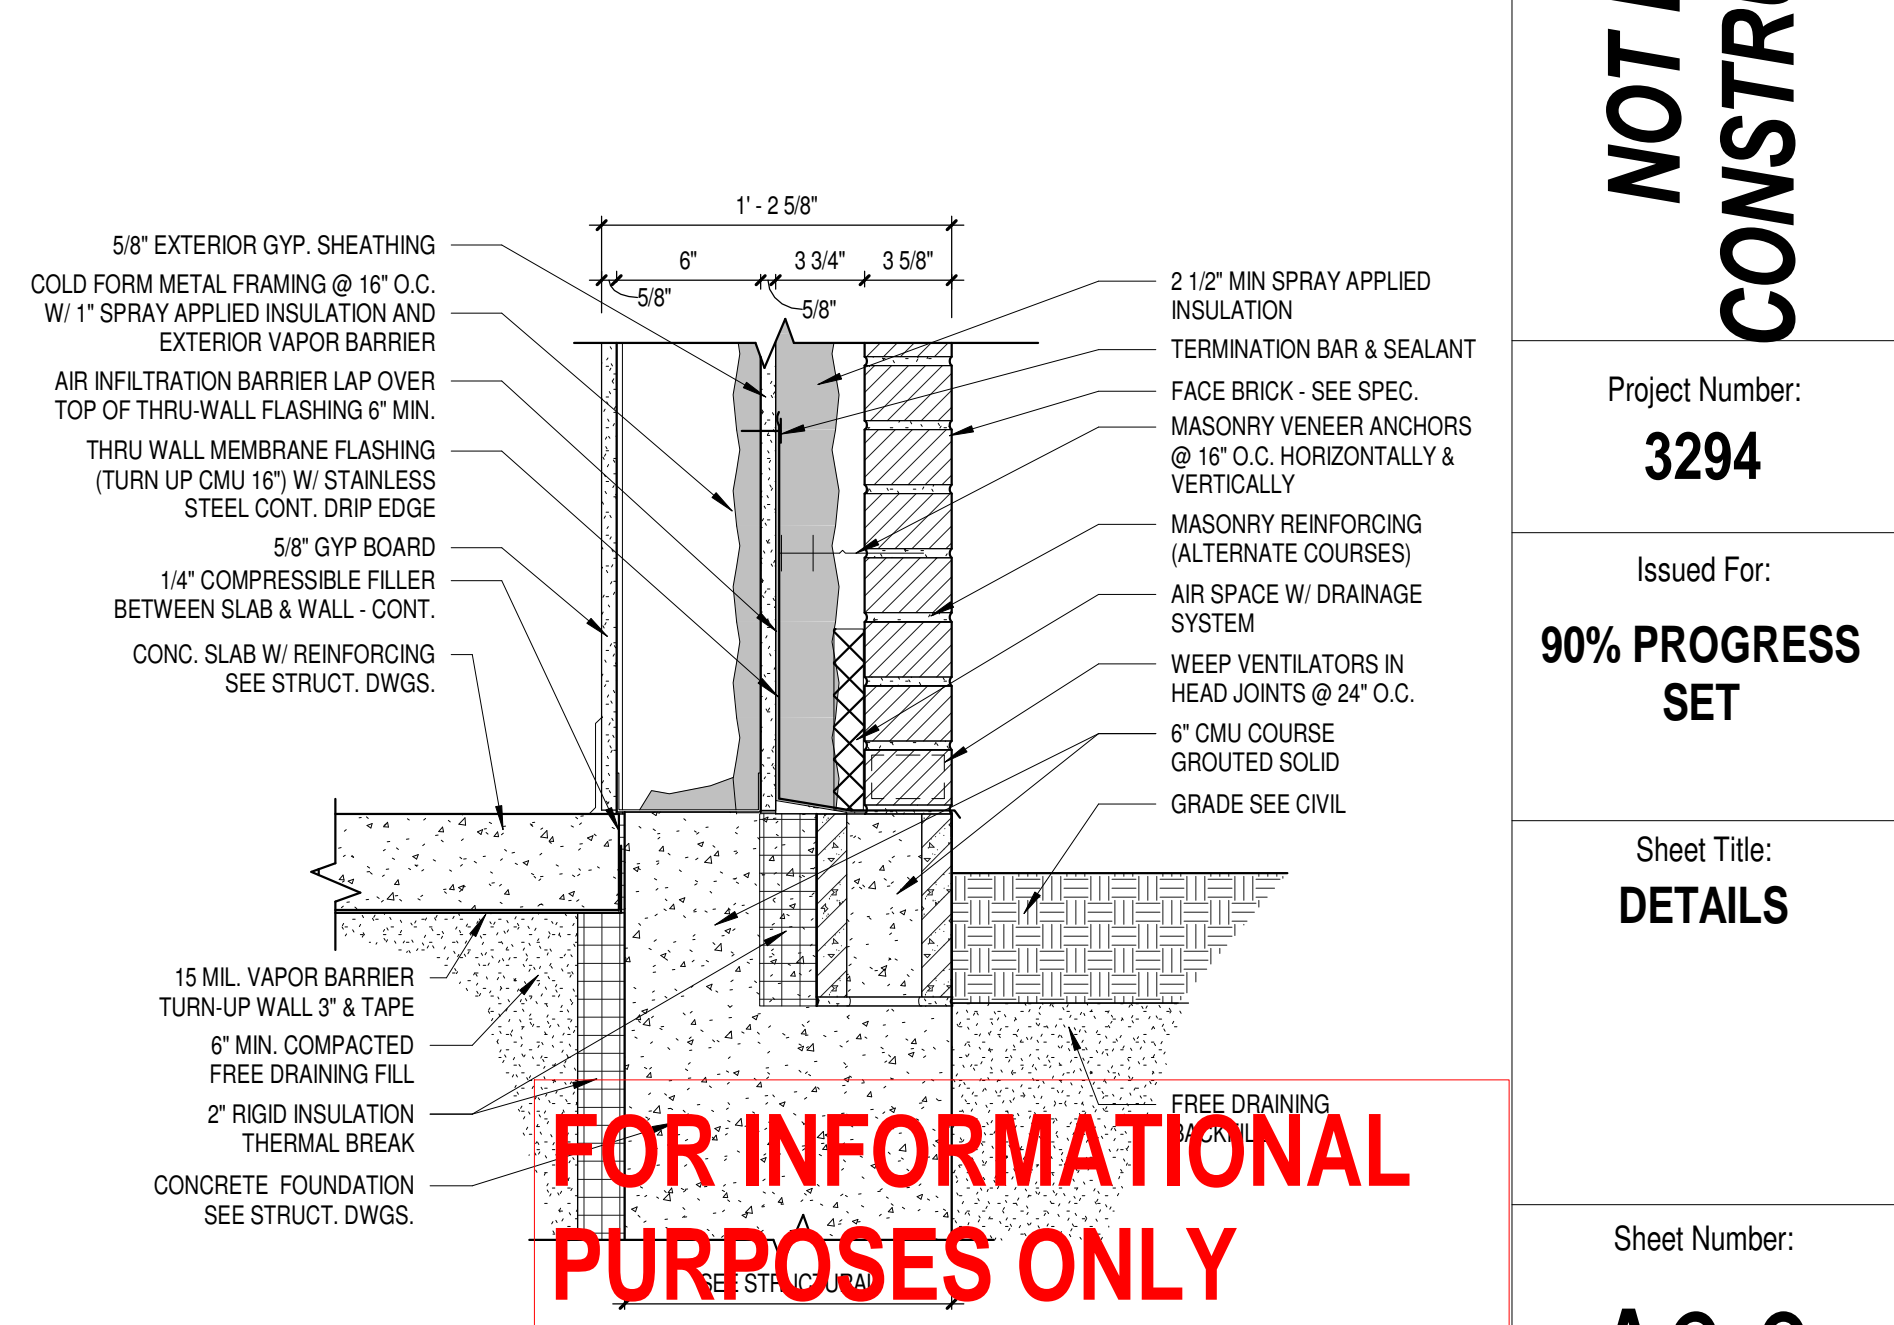 1' - 2 5/8"
6"
3 3/4"
3 5/8"
5/8"
5/8"
5/8" EXTERIOR GYP. SHEATHING
COLD FORM METAL FRAMING @ 16" O.C.
W/ 1" SPRAY APPLIED INSULATION AND
EXTERIOR VAPOR BARRIER
AIR INFILTRATION BARRIER LAP OVER
TOP OF THRU-WALL FLASHING 6" MIN.
THRU WALL MEMBRANE FLASHING
(TURN UP CMU 16") W/ STAINLESS
STEEL CONT. DRIP EDGE
5/8" GYP BOARD
1/4" COMPRESSIBLE FILLER
BETWEEN SLAB & WALL - CONT.
CONC. SLAB W/ REINFORCING
SEE STRUCT. DWGS.
15 MIL. VAPOR BARRIER
TURN-UP WALL 3" & TAPE
6" MIN. COMPACTED
FREE DRAINING FILL
2" RIGID INSULATION
THERMAL BREAK
CONCRETE FOUNDATION
SEE STRUCT. DWGS.
2 1/2" MIN SPRAY APPLIED
INSULATION
TERMINATION BAR & SEALANT
FACE BRICK - SEE SPEC.
MASONRY VENEER ANCHORS
@ 16" O.C. HORIZONTALLY &
VERTICALLY
MASONRY REINFORCING
(ALTERNATE COURSES)
AIR SPACE W/ DRAINAGE
SYSTEM
WEEP VENTILATORS IN
HEAD JOINTS @ 24" O.C.
6" CMU COURSE
GROUTED SOLID
GRADE SEE CIVIL
FREE DRAINING
BACKFILL
SEE STRUCTURAL
FOR INFORMATIONAL
PURPOSES ONLY
NOT
Project Number:
3294
Issued For:
90% PROGRESS
SET
Sheet Title:
DETAILS
Sheet Number: